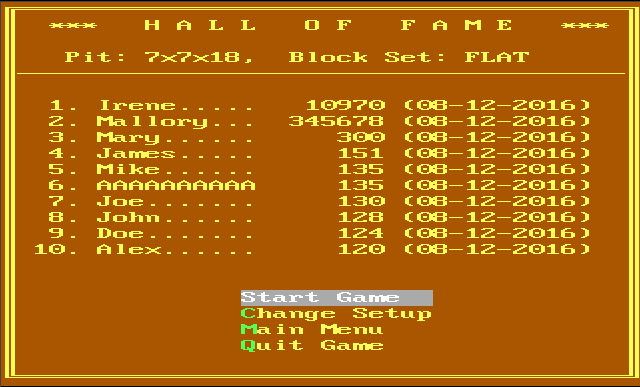 *** HALL OF FAME ***
Pit: 7x7x18, Block Set: FLAT
1. Irene..... 10970 (08-12-2016)
2. Mallory... 345678 (08-12-2016)
3. Mary...... 300 (08-12-2016)
4. James..... 151 (08-12-2016)
5. Mike...... 135 (08-12-2016)
6. AAAAAAAAAA 135 (08-12-2016)
7. Joe....... 130 (08-12-2016)
8. John...... 128 (08-12-2016)
9. Doe....... 124 (08-12-2016)
10. Alex...... 120 (08-12-2016)
Start Game
Change Setup
Main Menu
Quit Game